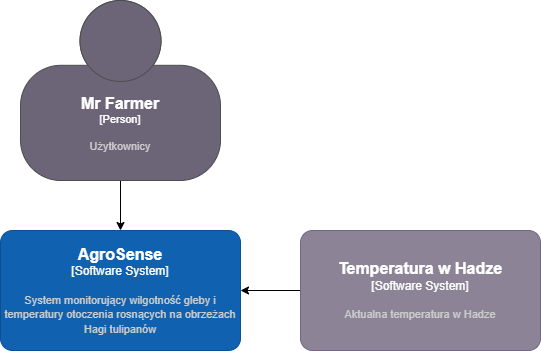 Mr Farmer
[Person]
Użytkownicy
AgroSense
[Software System]
System monitorujący wilgotność gleby i
temperatury otoczenia rosnących na obrzeżach
Hagi tulipanów
Temperatura w Hadze
[Software System]
Aktualna temperatura w Hadze